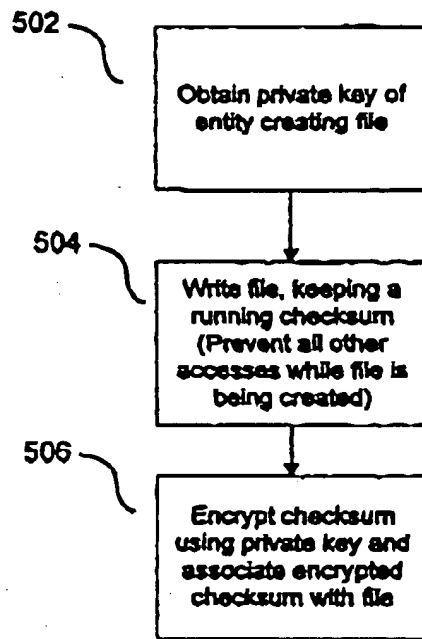 502
Obtain private key of
entity creating file
504
Write file, keeping a
running checksum
(Prevent all other
accesses while file is
being created)
506
Encrypt checksum
using private key and
associate encrypted
checksum with file